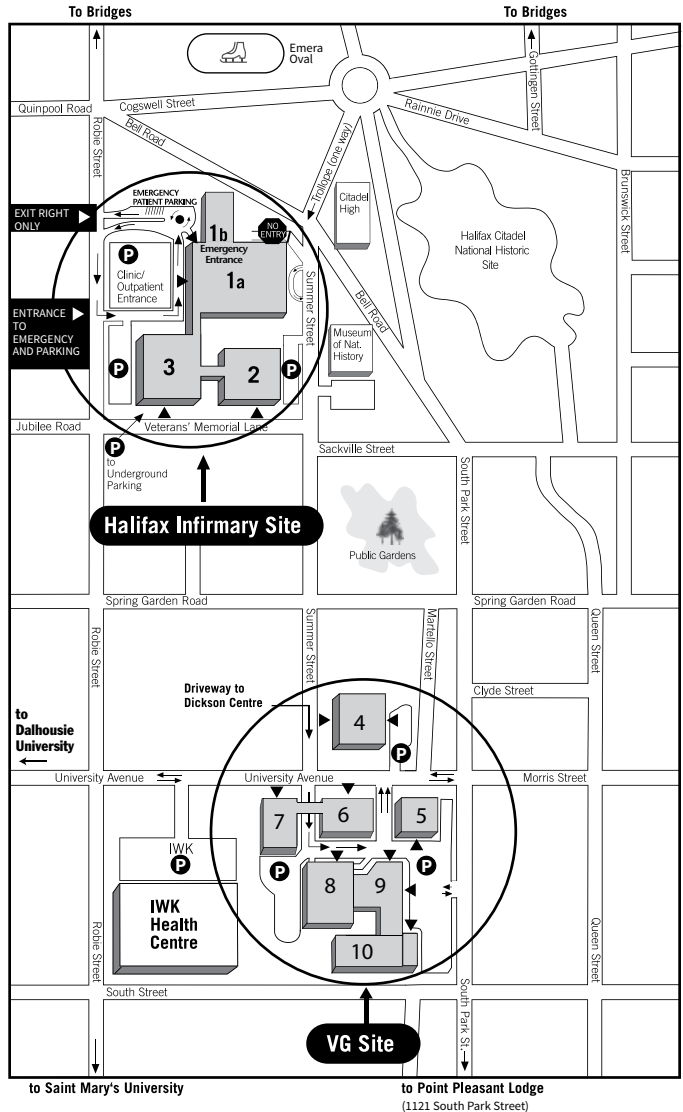 To Bridges
To Bridges
Emera
Oval
Gottingen Street
Quinpool Road
Cogswell Street
Rainnie Drive
Robie Street
Bell Road
Trollope (one way)
Brunswick Street
EMERGENCY
PATIENT PARKING
Citadel
High
EXIT RIGHT
ONLY
1b
NO
ENTRY
Halifax Citadel
National Historic
Site
P
Emergency
Entrance
Clinic/
Outpatient
Entrance
1a
Summer Street
Bell Road
ENTRANCE
TO
EMERGENCY
AND PARKING
Museum
of Nat.
History
P
3
2
P
Jubilee Road
Veterans' Memorial Lane
P
to
Underground
Parking
Sackville Street
South Park Street
Halifax Infirmary Site
Public Gardens
Spring Garden Road
Spring Garden Road
Robie Street
Summer Street
Martello Street
Queen Street
Driveway to
Dickson Centre
Clyde Street
4
to
Dalhousie
University
P
University Avenue
University Avenue
Morris Street
7
6
5
IWK
P
P
P
8
9
IWK
Health
Centre
Robie Street
Queen Street
10
South Street
South Park St.
VG Site
to Saint Mary's University
to Point Pleasant Lodge
(1121 South Park Street)